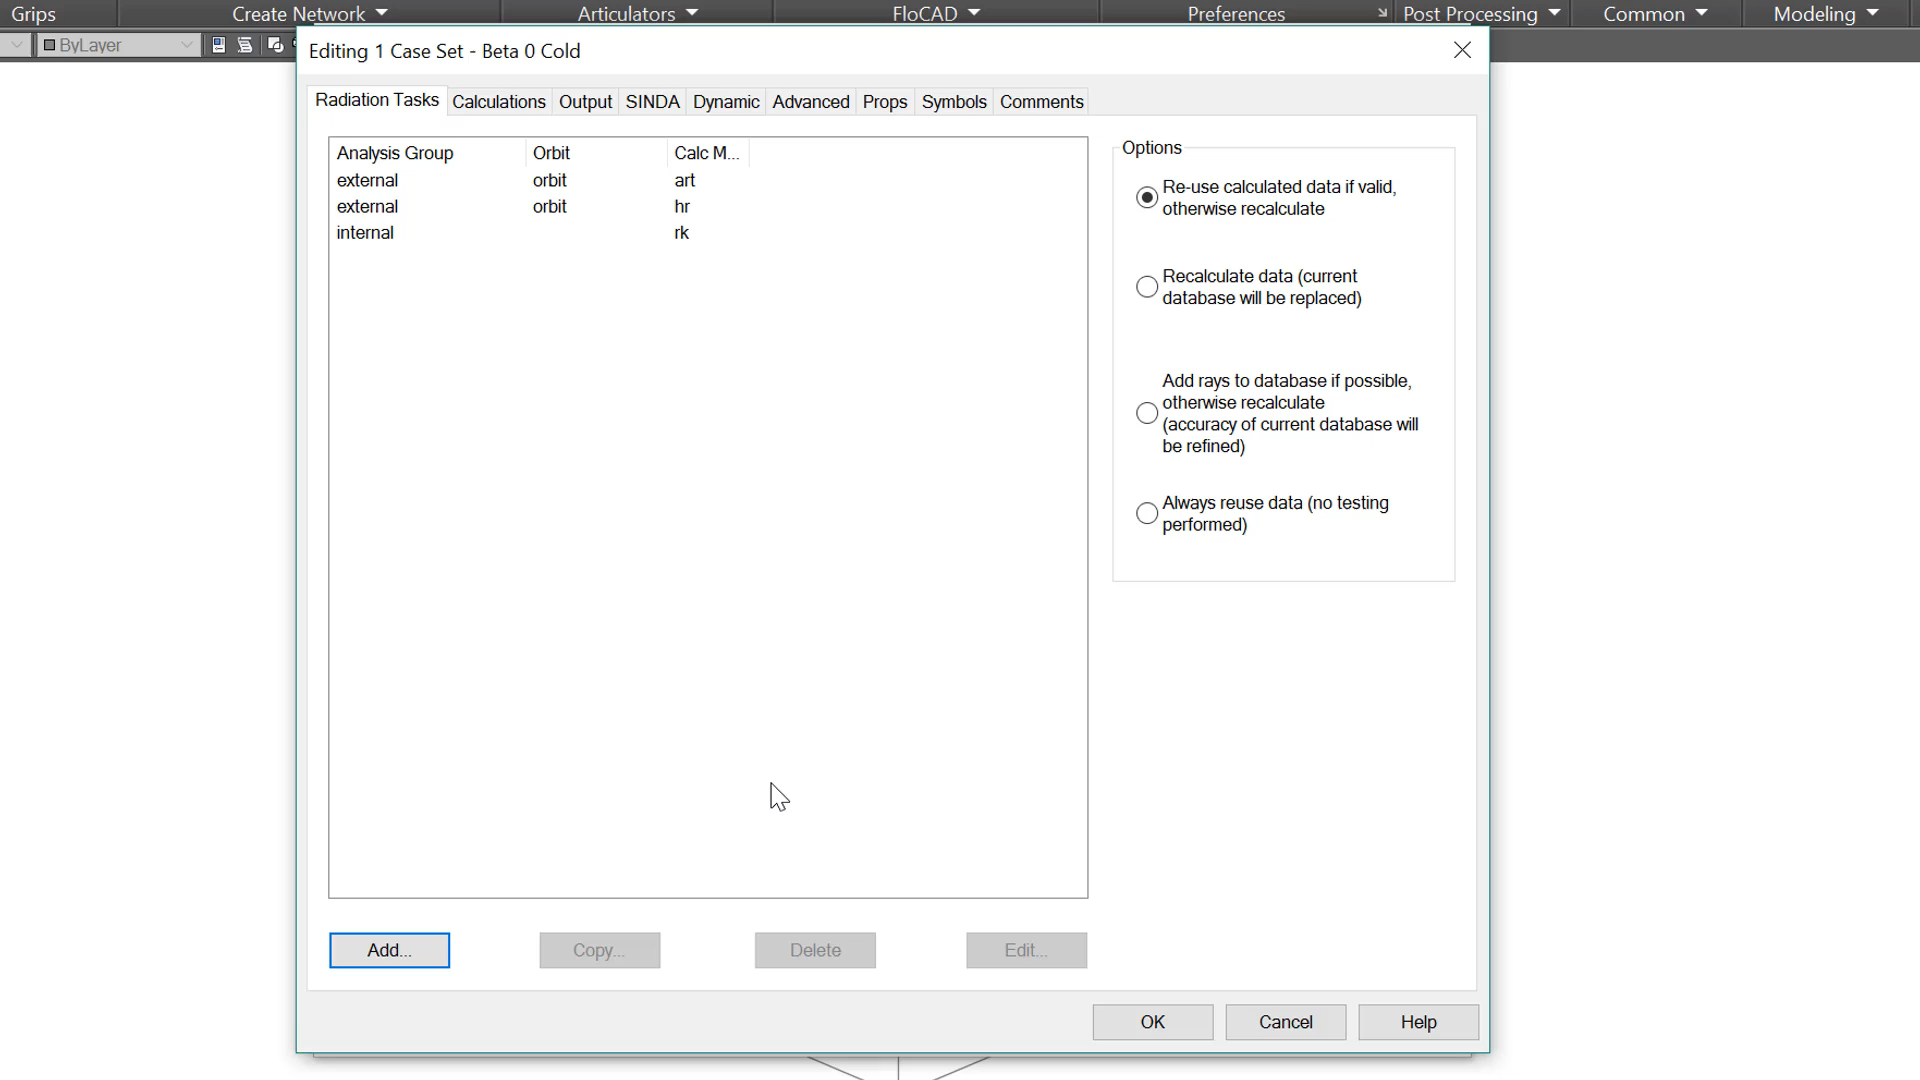 Grips
Create Network
Articulators
FloCAD
Preferences
Post Processing
Common
Modeling
ByLayer
Editing 1 Case Set - Beta 0 Cold
Radiation Tasks
Calculations
Output
SINDA
Dynamic
Advanced
Props
Symbols
Comments
Analysis Group
Orbit
Calc M...
external
orbit
art
external
orbit
hr
internal
rk
Options
Re-use calculated data if valid,
otherwise recalculate
Recalculate data (current
database will be replaced)
Add rays to database if possible,
otherwise recalculate
(accuracy of current database will
be refined)
Always reuse data (no testing
performed)
Add...
Copy...
Delete
Edit...
OK
Cancel
Help